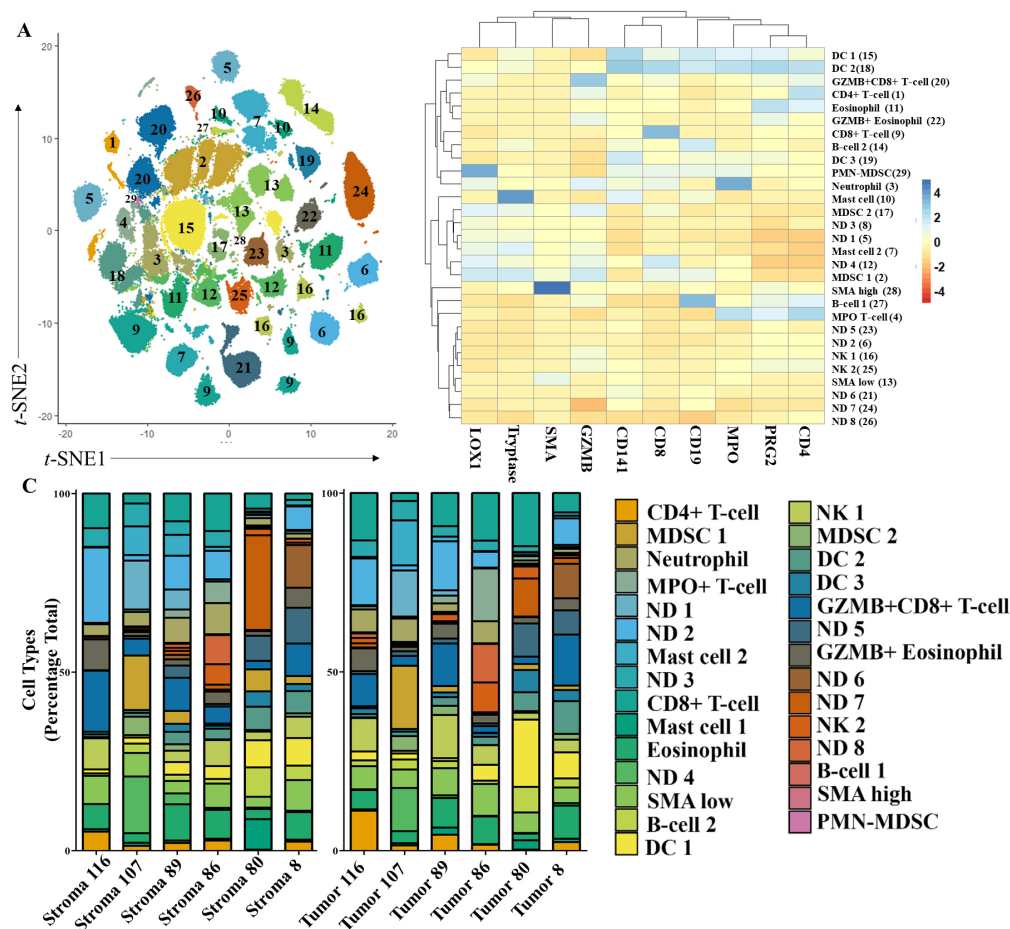 A
20
10
0
-10
-20
-20
-10
0
10
20
t-SNE2
t-SNE1
5
26
14
10
7
10
27
20
1
2
19
20
13
24
5
29
13
4
15
22
28
17
23
3
11
18
3
6
11
12
25
12
16
9
16
6
16
7
9
21
9
9
DC 1 (15)
DC 2(18)
GZMB+CD8+ T-cell (20)
CD4+ T-cell (1)
Eosinophil (11)
GZMB+ Eosinophil (22)
CD8+ T-cell (9)
B-cell 2 (14)
DC 3 (19)
PMN-MDSC(29)
Neutrophil (3)
Mast cell (10)
MDSC 2 (17)
ND 3 (8)
ND 1 (5)
Mast cell 2 (7)
ND 4 (12)
MDSC 1 (2)
SMA high (28)
B-cell 1 (27)
MPO T-cell (4)
ND 5 (23)
ND 2 (6)
NK 1 (16)
NK 2 (25)
SMA low (13)
ND 6 (21)
ND 7 (24)
ND 8 (26)
LOX1
Tryptase
SMA
GZMB
CD141
CD8
CD19
MPO
PRG2
CD4
4
2
0
-2
-4
C
Cell Types
(Percentage Total)
100
50
0
Stroma 116
Stroma 107
Stroma 89
Stroma 86
Stroma 80
Stroma 8
100
50
0
Tumor 116
Tumor 107
Tumor 89
Tumor 86
Tumor 80
Tumor 8
CD4+ T-cell
MDSC 1
Neutrophil
MPO+ T-cell
ND 1
ND 2
Mast cell 2
ND 3
CD8+ T-cell
Mast cell 1
Eosinophil
ND 4
SMA low
B-cell 2
DC 1
NK 1
MDSC 2
DC 2
DC 3
GZMB+CD8+ T-cell
ND 5
GZMB+ Eosinophil
ND 6
ND 7
NK 2
ND 8
B-cell 1
SMA high
PMN-MDSC